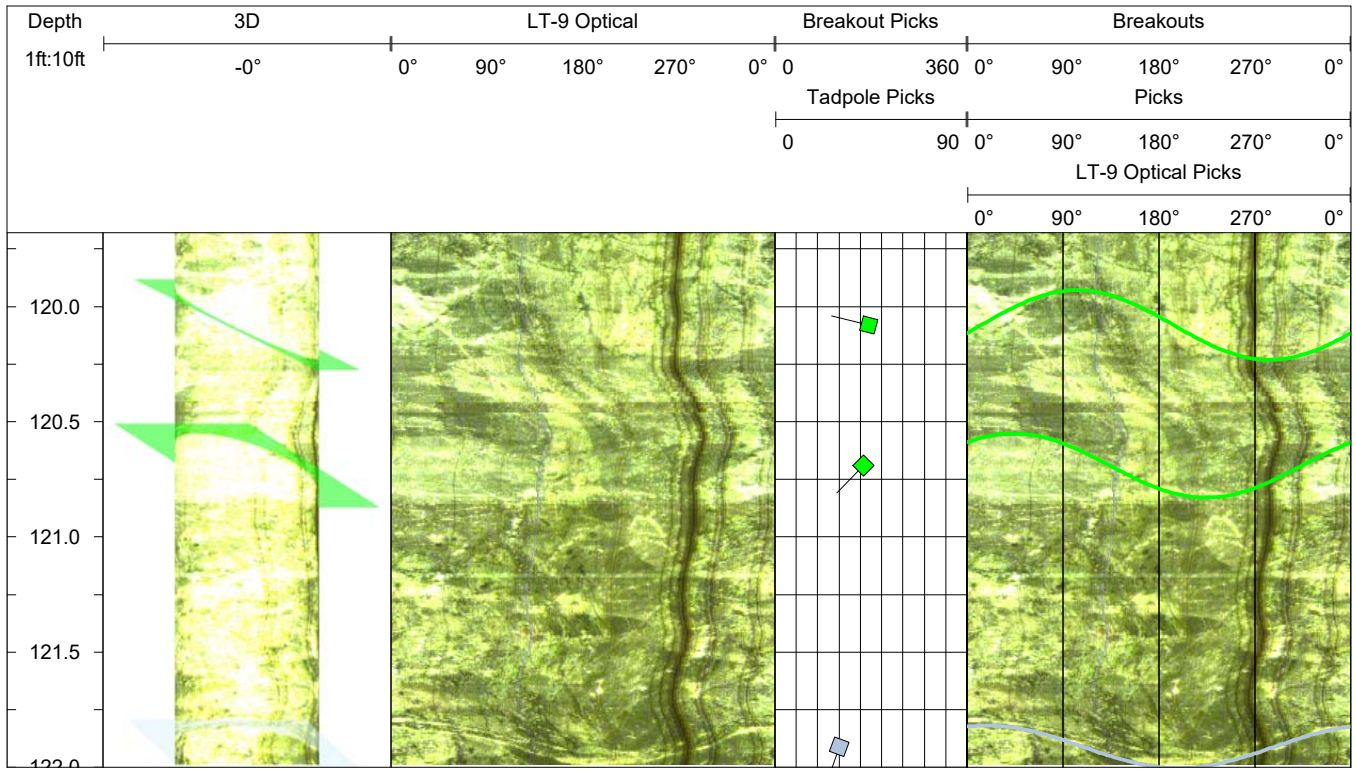 Depth 3D LT-9 Optical Breakout Picks Breakouts
1ft:10ft -0° 0° 90° 180° 270° 0° 0 360 0° 90° 180° 270° 0°
Tadpole Picks Picks
0 90 0° 90° 180° 270° 0°
LT-9 Optical Picks
0° 90° 180° 270° 0°
120.0
120.5
121.0
121.5
122.0